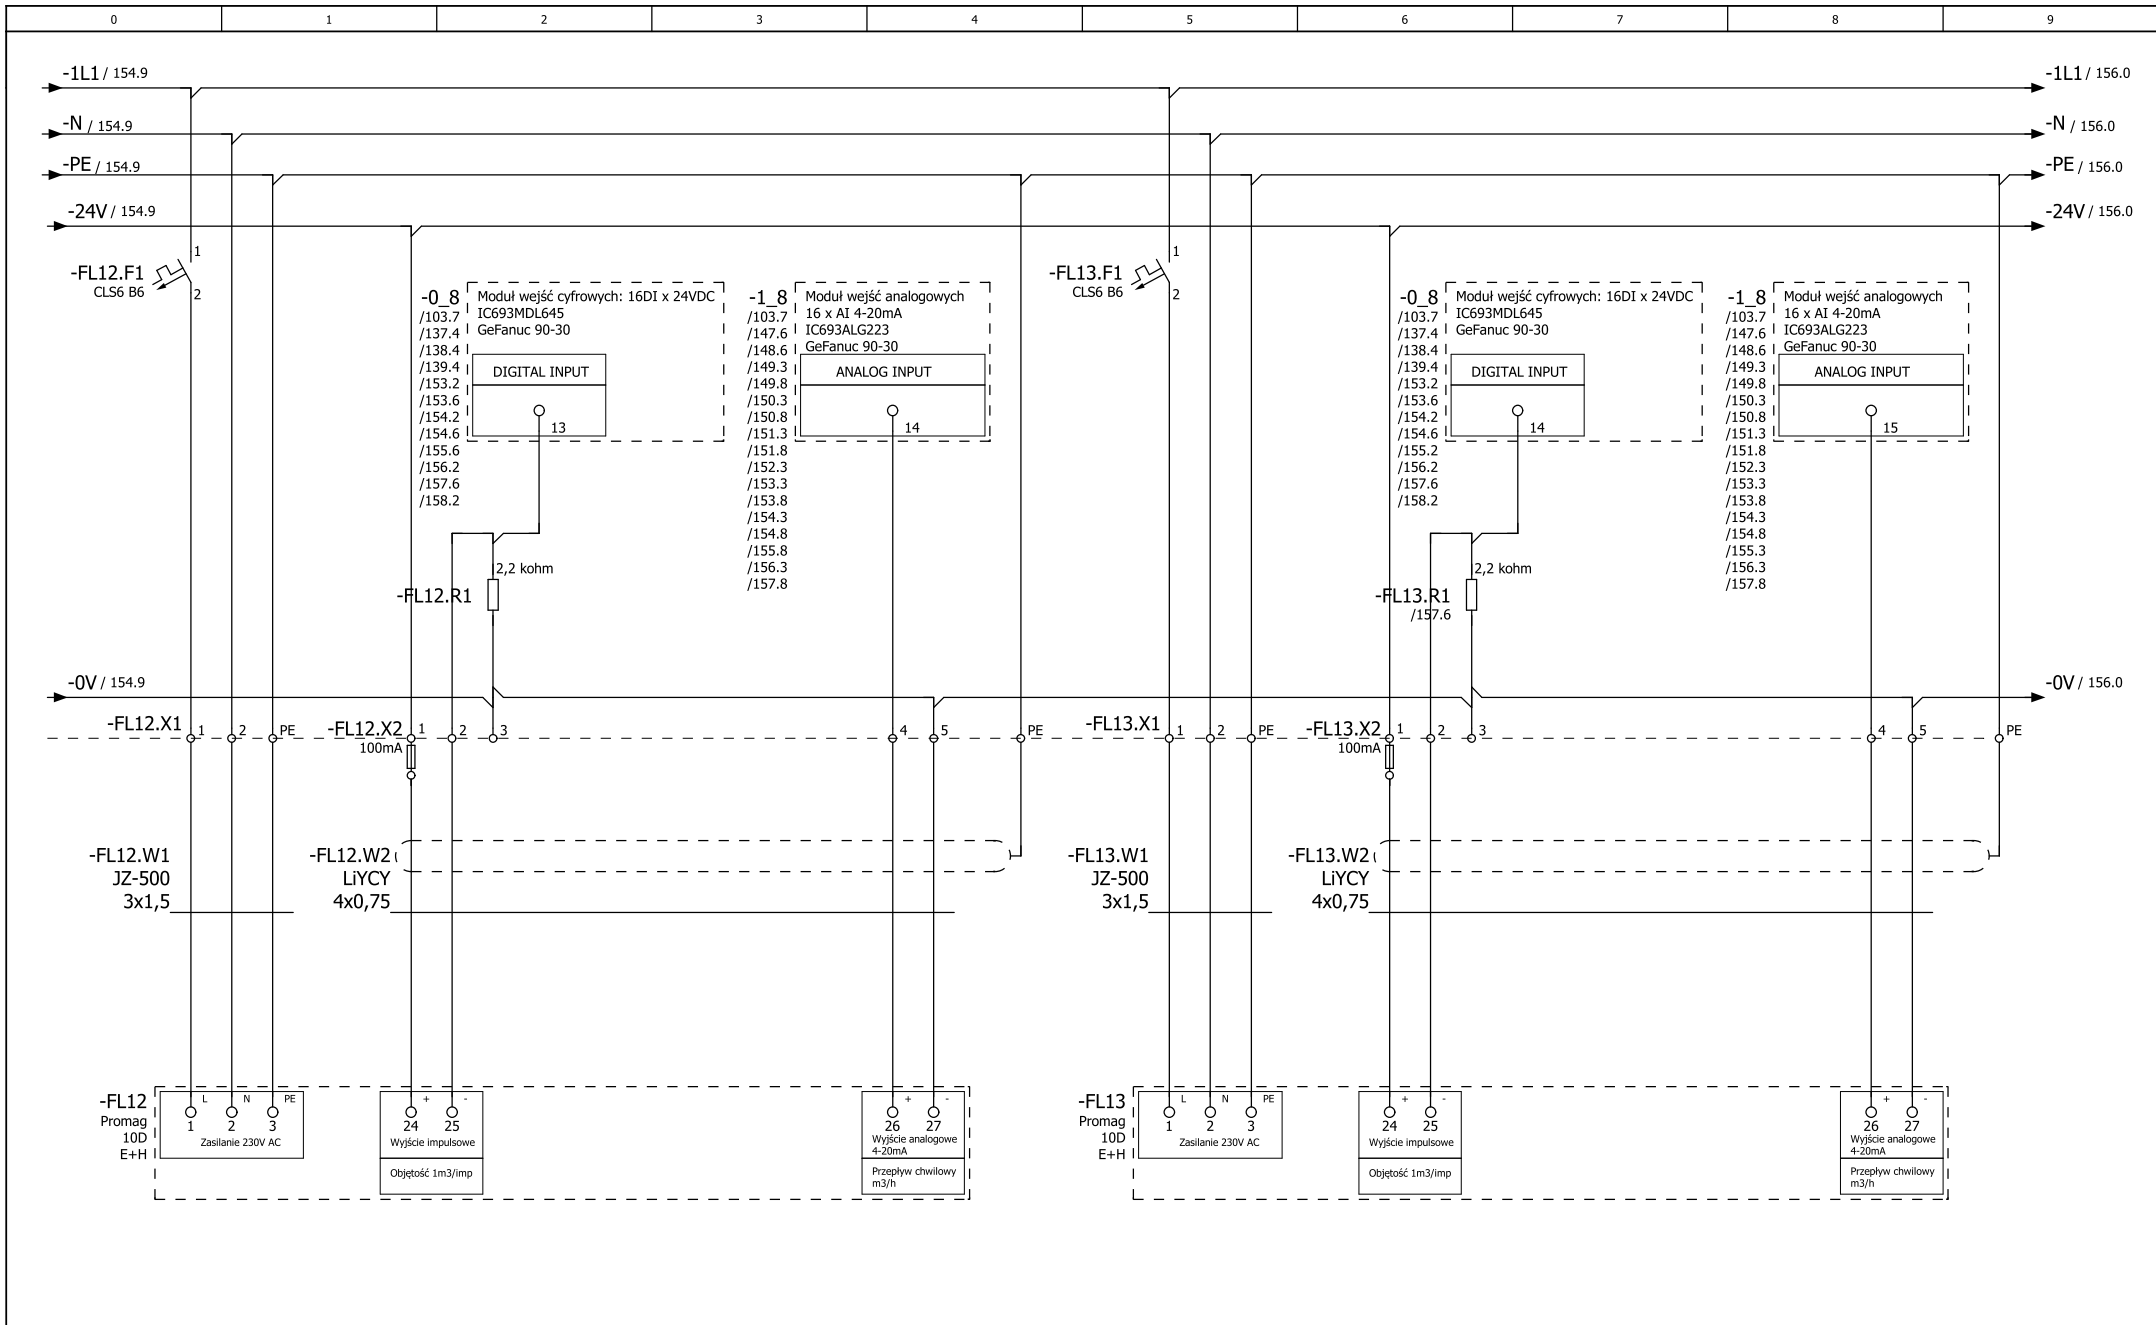 0 1 2 3 4 5 6 7 8 9
-1L1 / 154.9
-1L1 / 156.0
-N / 154.9
-N / 156.0
-PE / 154.9
-PE / 156.0
-24V / 154.9
-24V / 156.0
1
-FL12.F1
CLS6 B6
2
-0_8
/103.7
/137.4
/138.4
/139.4
/153.2
/153.6
/154.2
/154.6
/155.6
/156.2
/157.6
/158.2
Moduł wejść cyfrowych: 16DI x 24VDC
IC693MDL645
GeFanuc 90-30
DIGITAL INPUT
13
-1_8
/103.7
/147.6
/148.6
/149.3
/149.8
/150.3
/150.8
/151.3
/151.8
/152.3
/153.3
/153.8
/154.3
/154.8
/155.8
/156.3
/157.8
Moduł wejść analogowych
16 x AI 4-20mA
IC693ALG223
GeFanuc 90-30
ANALOG INPUT
14
2,2 kohm
-FL12.R1
1
-FL13.F1
CLS6 B6
2
-0_8
/103.7
/137.4
/138.4
/139.4
/153.2
/153.6
/154.2
/154.6
/155.2
/156.2
/157.6
/158.2
Moduł wejść cyfrowych: 16DI x 24VDC
IC693MDL645
GeFanuc 90-30
DIGITAL INPUT
14
-1_8
/103.7
/147.6
/148.6
/149.3
/149.8
/150.3
/150.8
/151.3
/151.8
/152.3
/153.3
/153.8
/154.3
/154.8
/155.3
/156.3
/157.8
Moduł wejść analogowych
16 x AI 4-20mA
IC693ALG223
GeFanuc 90-30
ANALOG INPUT
15
2,2 kohm
-FL13.R1
/157.6
-0V / 154.9
-0V / 156.0
-FL12.X1 1 2 PE
-FL12.X2 1 2 3 4 5 PE
100mA
-FL13.X1 1 2 PE
-FL13.X2 1 2 3 4 5 PE
100mA
-FL12.W1
JZ-500
3x1,5
-FL12.W2
LiYCY
4x0,75
-FL13.W1
JZ-500
3x1,5
-FL13.W2
LiYCY
4x0,75
-FL12
Promag
10D
E+H
L N PE
1 2 3
Zasilanie 230V AC
+ -
24 25
Wyjście impulsowe
Objętość 1m3/imp
+ -
26 27
Wyjście analogowe
4-20mA
Przepływ chwilowy
m3/h
-FL13
Promag
10D
E+H
L N PE
1 2 3
Zasilanie 230V AC
+ -
24 25
Wyjście impulsowe
Objętość 1m3/imp
+ -
26 27
Wyjście analogowe
4-20mA
Przepływ chwilowy
m3/h